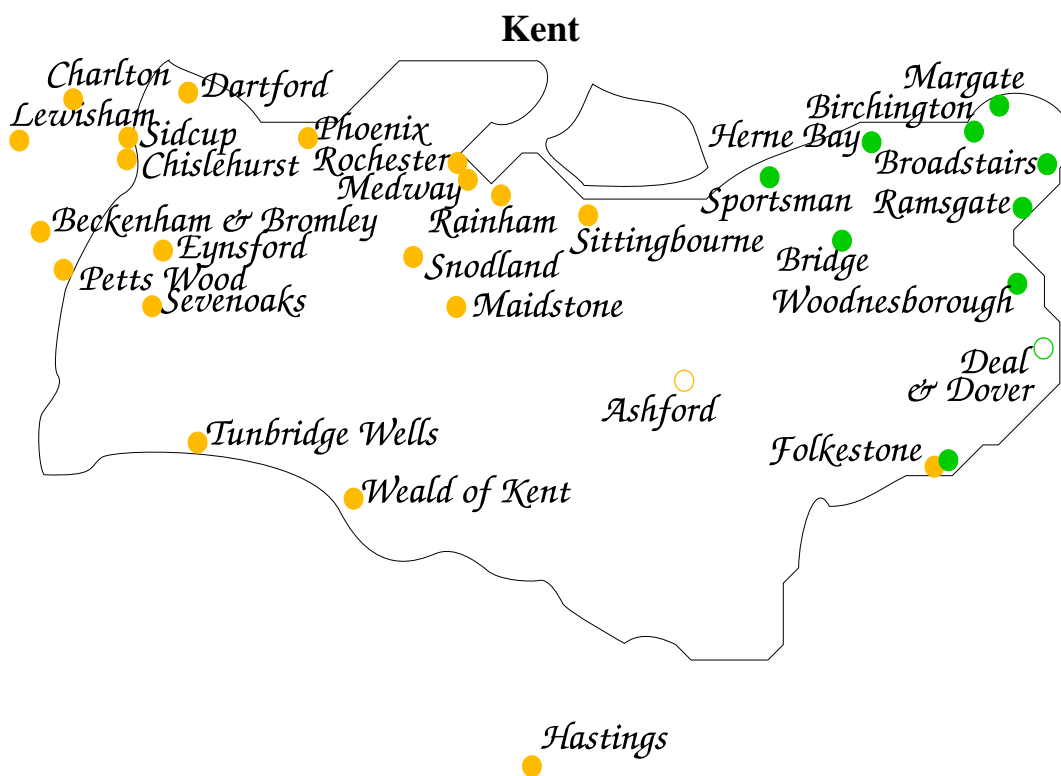 Kent
Charlton
Dartford
Margate
Lewisham
Birchington
Sidcup
Phoenix
Herne Bay
Chislehurst
Rochester
Broadstairs
Medway
Sportsman
Ramsgate
Beckenham & Bromley
Rainham
Eynsford
Sittingbourne
Snodland
Bridge
Petts Wood
Sevenoaks
Maidstone
Woodnesborough
Deal
& Dover
Ashford
Tunbridge Wells
Folkestone
Weald of Kent
Hastings